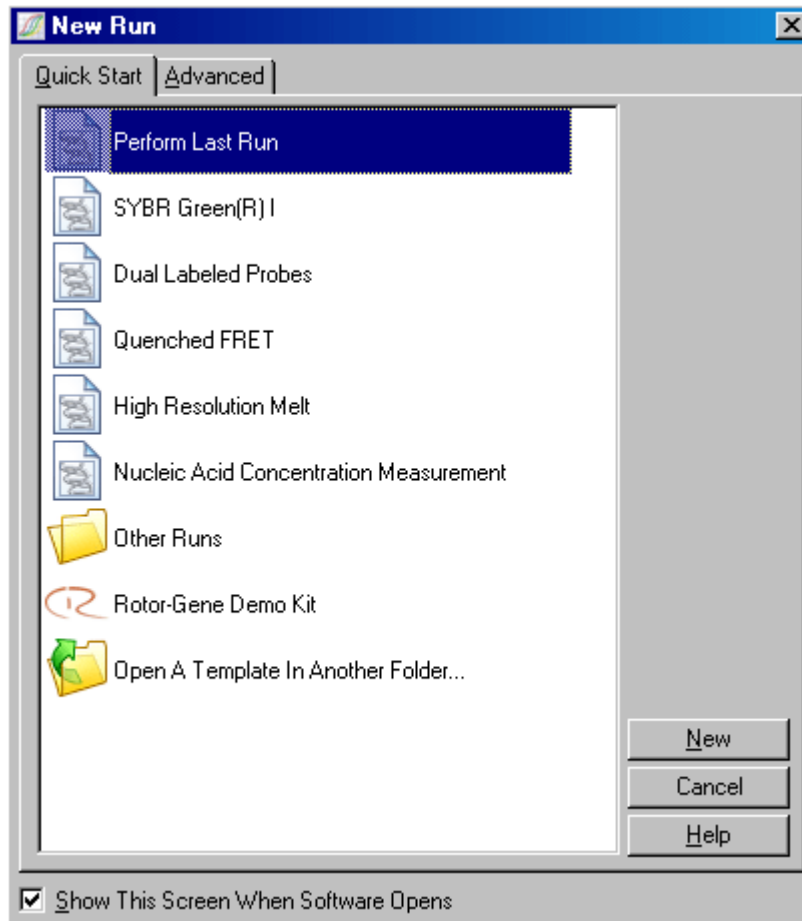 New Run
Quick Start Advanced
Perform Last Run
SYBR Green(R) I
Dual Labeled Probes
Quenched FRET
High Resolution Melt
Nucleic Acid Concentration Measurement
Other Runs
Rotor-Gene Demo Kit
Open A Template In Another Folder...
New
Cancel
Help
Show This Screen When Software Opens